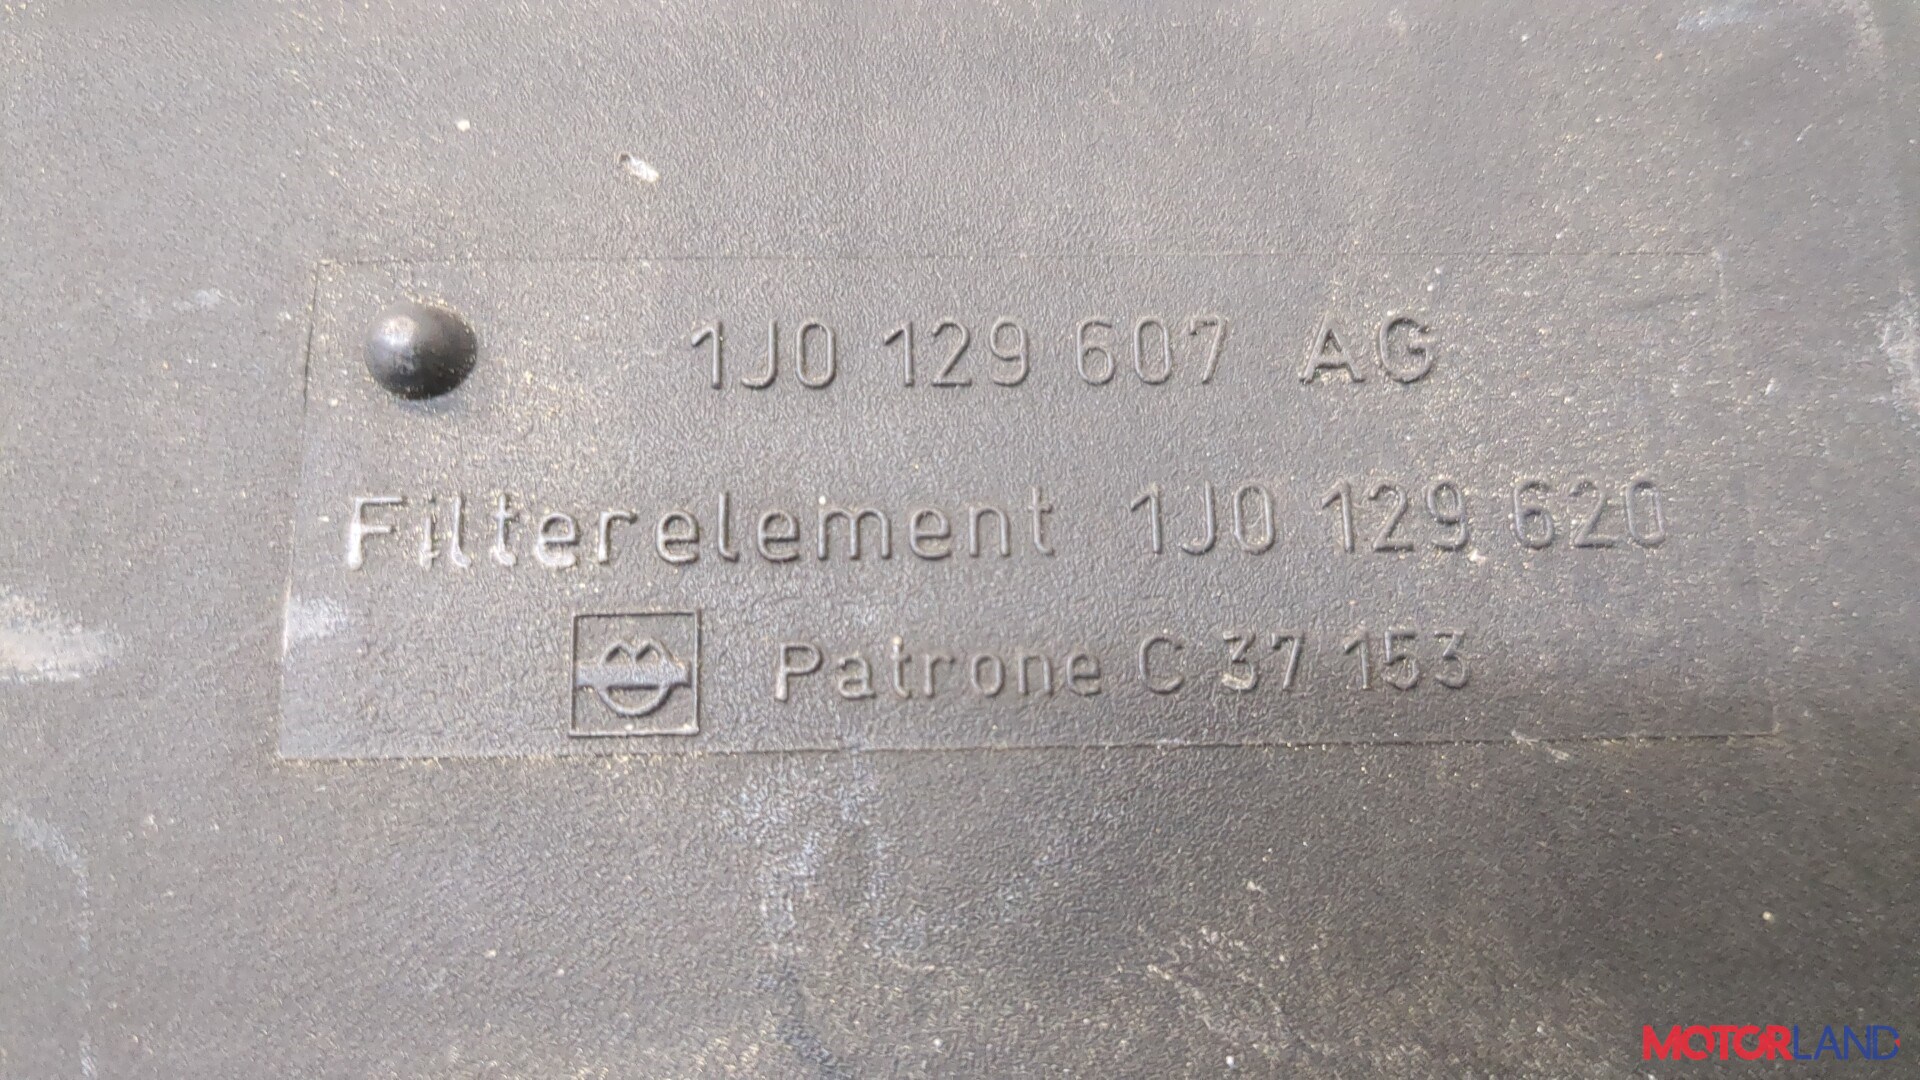 1J0 129 607 AG
Filterelement 1J0 129 620
Patrone C 37 153
MOTORLAND